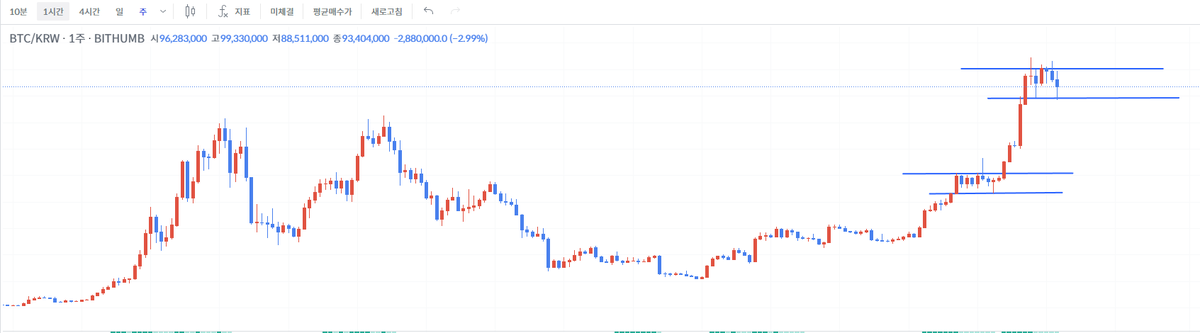 10분 1시간 4시간 일 주 지표 미체결 평균매수가 새로고침
BTC/KRW · 1주 · BITHUMB 시96,283,000 고99,330,000 저88,511,000 종93,404,000 -2,880,000.0 (−2.99%)